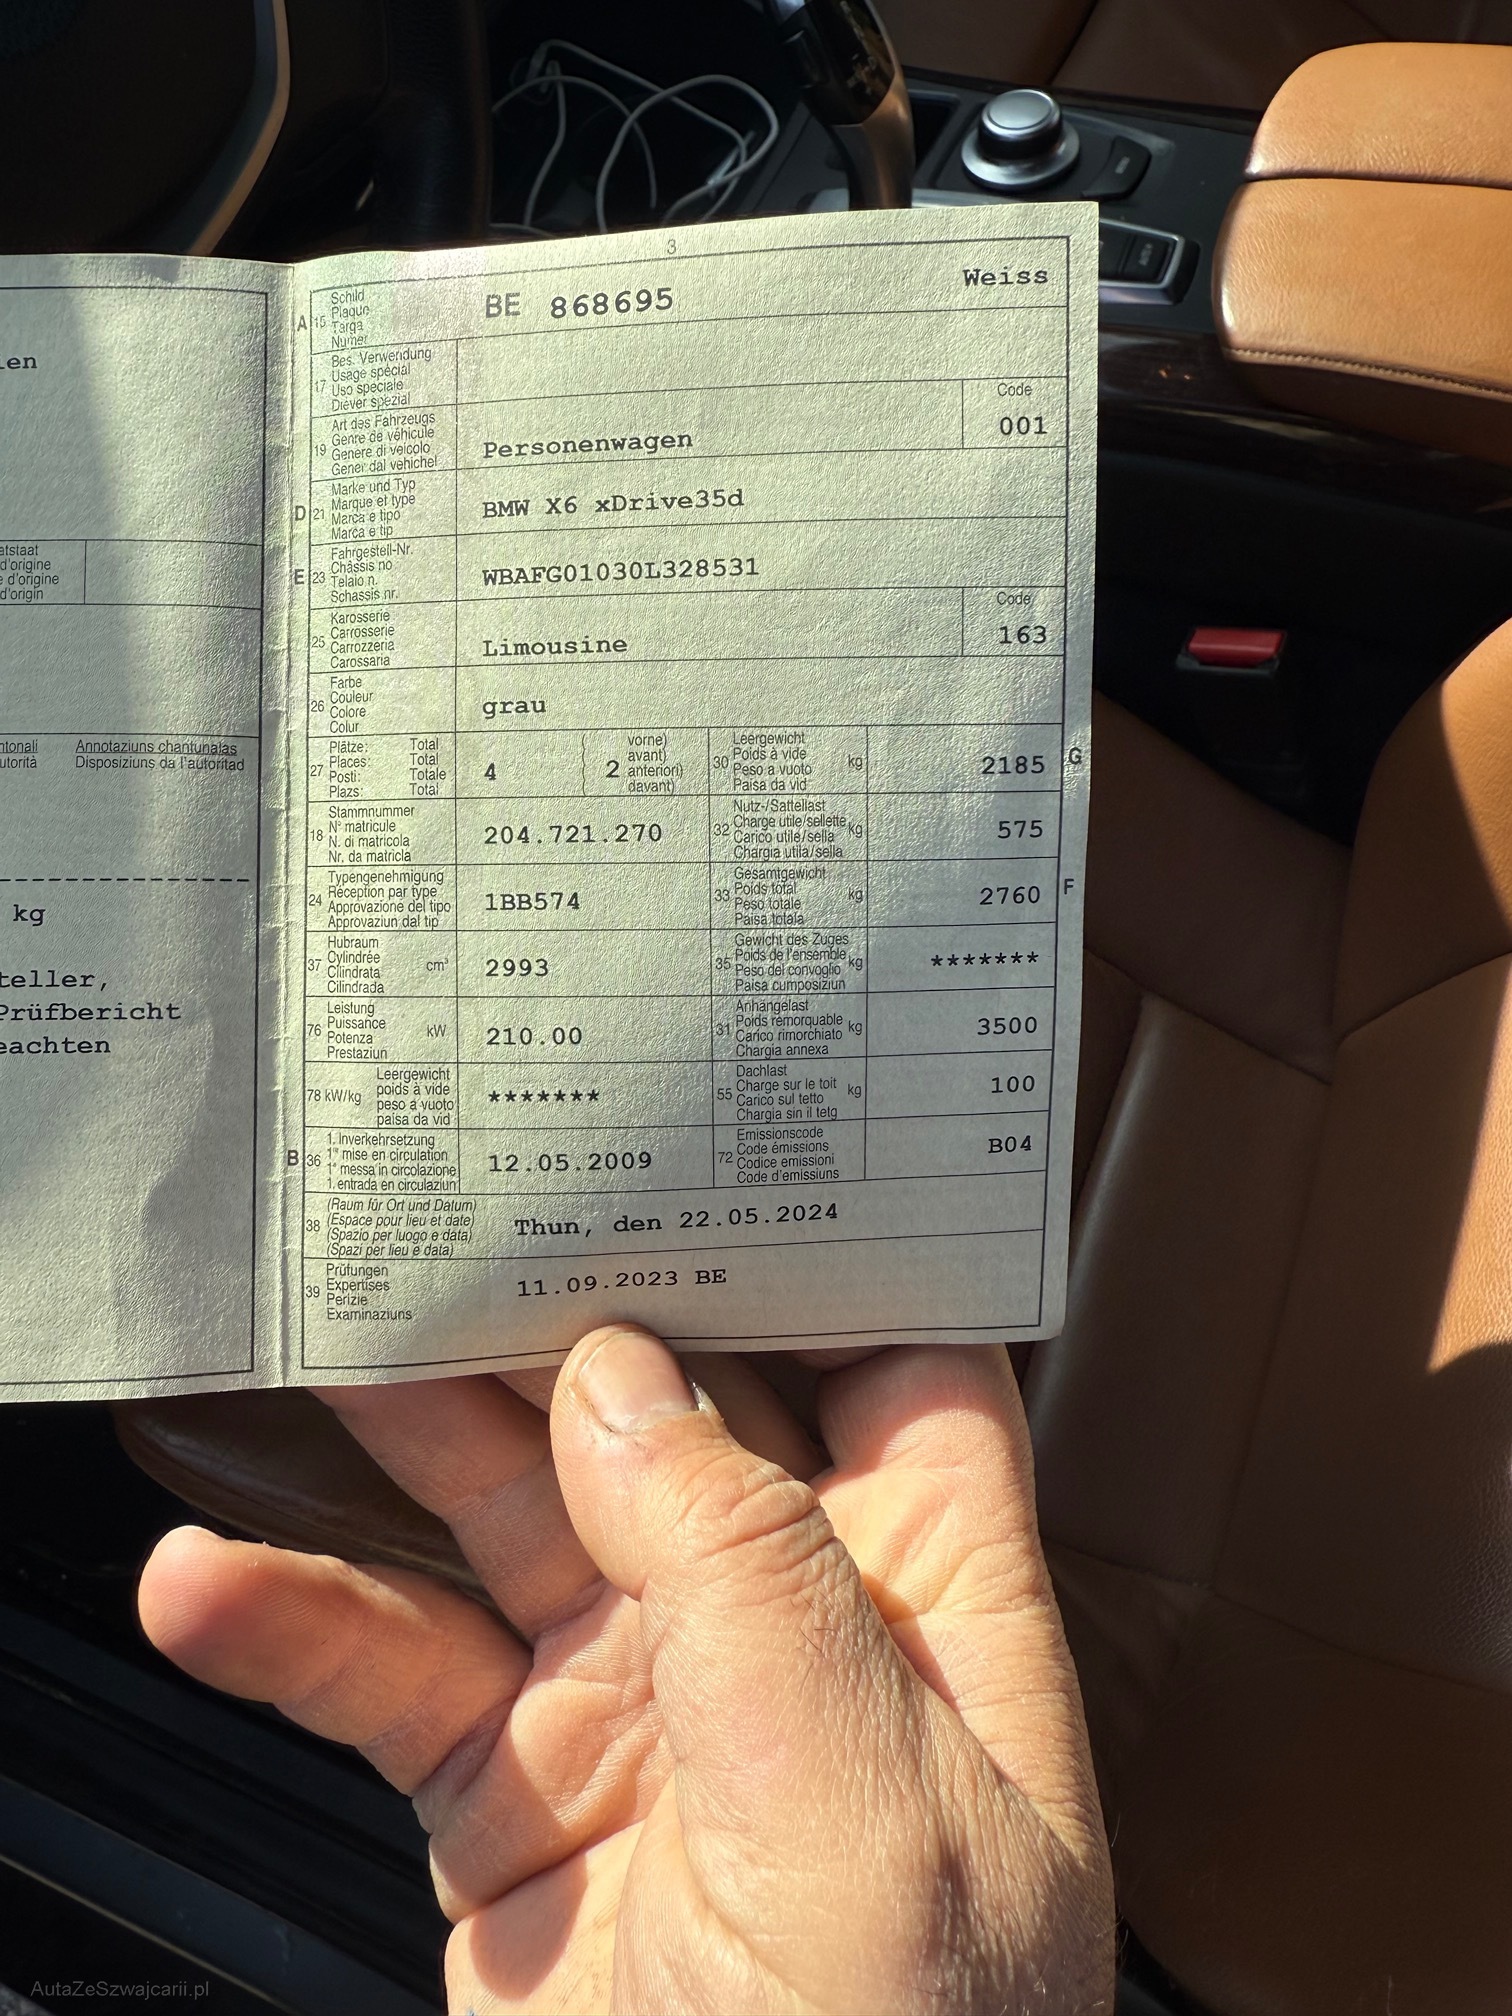 len
atstaat
d'origine
e d'origine
d'origin
ntonali Annotaziuns chantunalas
utorità Disposiziuns da l'autoritad
kg
teller,
Prüfbericht
eachten
3
A 15 Schild
Plaque
Targa
Numer
BE 868695 Weiss
17 Bes. Verwendung
Usage spécial
Uso speciale
Diever spezial
19 Art des Fahrzeugs
Genre de véhicule
Genere di veicolo
Gener dal vehichel
Personenwagen
Code
001
D 21 Marke und Typ
Marque et type
Marca e tipo
Marca e tip
BMW X6 xDrive35d
E 23 Fahrgestell-Nr.
Châssis no
Telaio n.
Schassis nr.
WBAFG01030L328531
25 Karosserie
Carrosserie
Carrozzeria
Carossaria
Limousine
Code
163
26 Farbe
Couleur
Colore
Colur
grau
27 Plätze: Total
Places: Total
Posti: Totale
Plazs: Total
4 ( 2 vorne)
avant)
anteriori)
davant)
30 Leergewicht
Poids à vide
Peso a vuoto
Paisa da vid
kg 2185 G
18 Stammnummer
N° matricule
N. di matricola
Nr. da matricla
204.721.270
32 Nutz-/Sattellast
Charge utile/sellette
Carico utile/sella
Chargia utila/sella
kg 575
24 Typengenehmigung
Réception par type
Approvazione del tipo
Approvaziun dal tip
1BB574
33 Gesamtgewicht
Poids total
Peso totale
Paisa totala
kg 2760 F
37 Hubraum
Cylindrée
Cilindrata
Cilindrada
cm³ 2993
35 Gewicht des Zuges
Poids de l'ensemble
Peso del convoglio
Paisa cumposiziun
kg *******
76 Leistung
Puissance
Potenza
Prestaziun
kW 210.00
31 Anhängelast
Poids remorquable
Carico rimorchiato
Chargia annexa
kg 3500
78 kW/kg Leergewicht
poids à vide
peso a vuoto
paisa da vid
*******
55 Dachlast
Charge sur le toit
Carico sul tetto
Chargia sin il tetg
kg 100
B 36 1. Inverkehrsetzung
1re mise en circulation
1a messa in circolazione
1. entrada en circulaziun
12.05.2009
72 Emissionscode
Code émissions
Codice emissioni
Code d'emissiuns
B04
38 (Raum für Ort und Datum)
(Espace pour lieu et date)
(Spazio per luogo e data)
(Spazi per lieu e data)
Thun, den 22.05.2024
39 Prüfungen
Expertises
Perizie
Examinaziuns
11.09.2023 BE
AutaZeSzwajcarii.pl